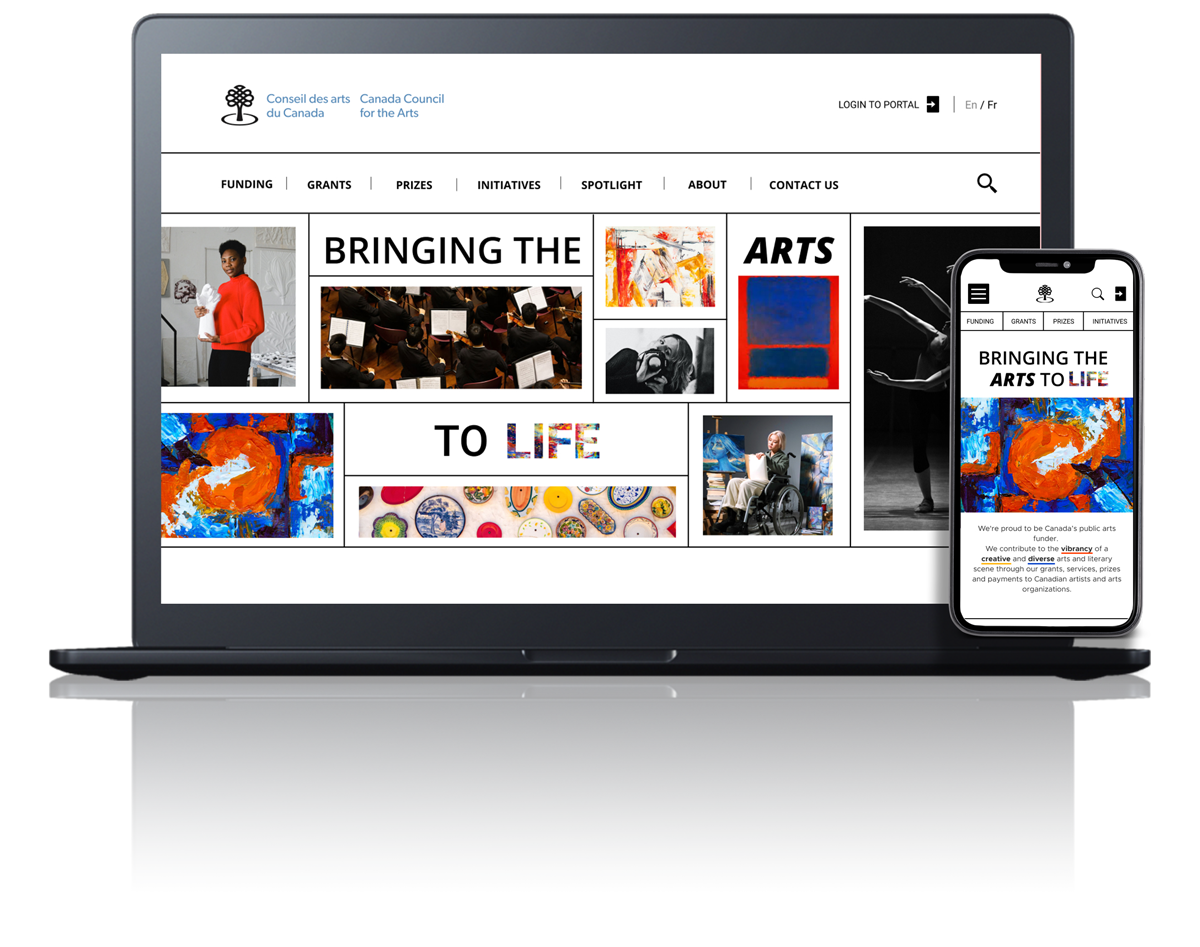 Conseil des arts
du Canada
Canada Council
for the Arts
LOGIN TO PORTAL
En / Fr
FUNDING
GRANTS
PRIZES
INITIATIVES
SPOTLIGHT
ABOUT
CONTACT US
BRINGING THE
ARTS
TO LIFE
FUNDING
GRANTS
PRIZES
INITIATIVES
BRINGING THE
ARTS TO LIFE
We're proud to be Canada's public arts
funder.
We contribute to the vibrancy of a
creative and diverse arts and literary
scene through our grants, services, prizes
and payments to Canadian artists and arts
organizations.